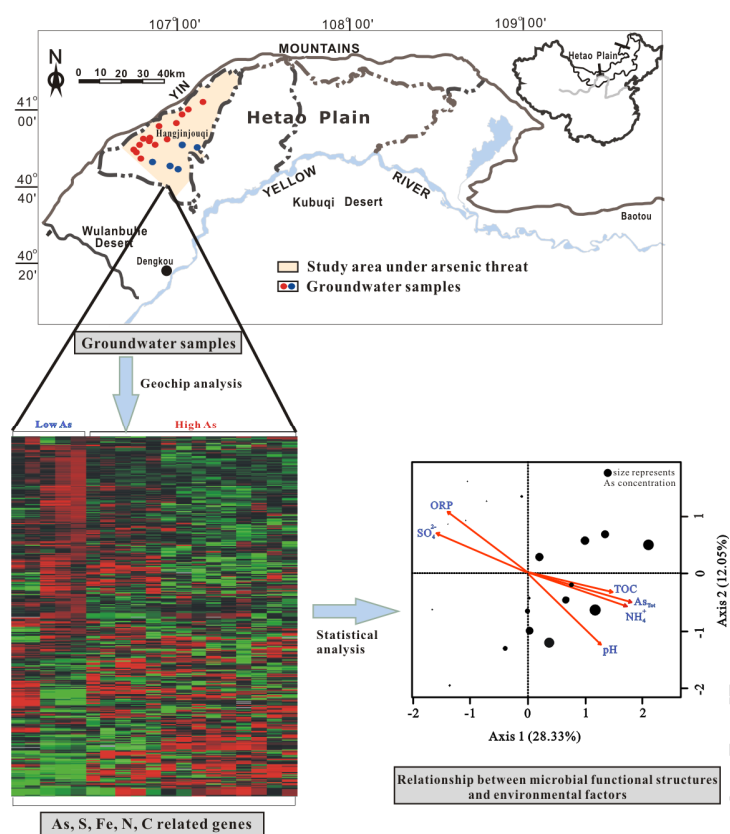 107°00' 108°00' 109°00'
N
0 10 20 30 40km
MOUNTAINS
YIN
Hetao Plain
41°
00'
Hangjinjouqi
Hetao Plain
40°
40'
YELLOW
RIVER
Kubuqi Desert
Wulanbuhe
Desert
Baotou
40°
20'
Dengkou
Study area under arsenic threat
Groundwater samples
Groundwater samples
Geochip analysis
Low As High As
As, S, Fe, N, C related genes
Statistical
analysis
size represents
As concentration
ORP
SO₄²⁻
TOC
As_Tot
NH₄⁺
pH
1
0
-1
-2
Axis 2 (12.05%)
-2 -1 0 1 2
Axis 1 (28.33%)
Relationship between microbial functional structures
and environmental factors